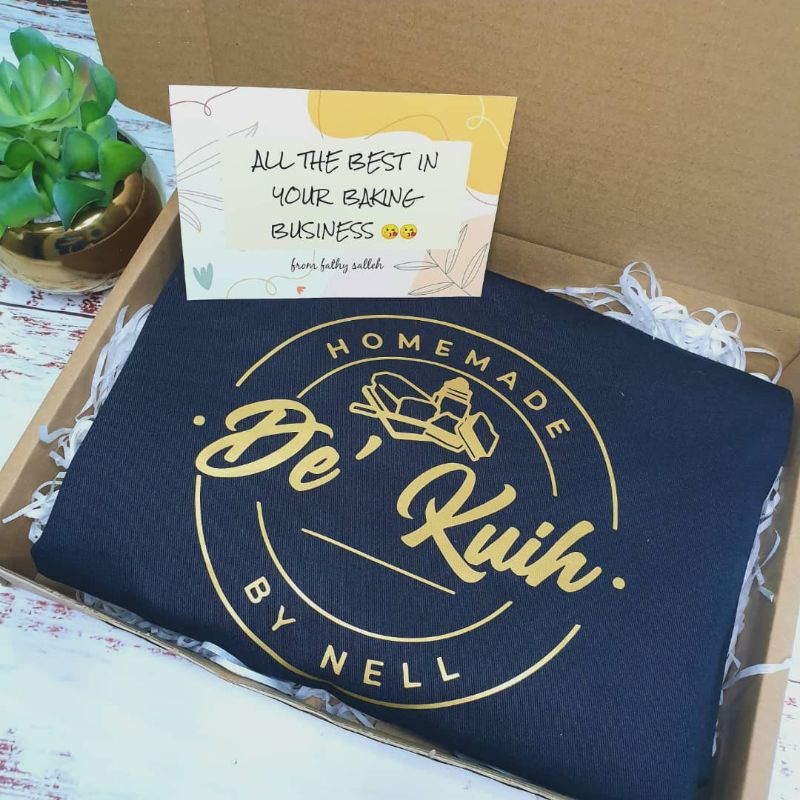 ALL THE BEST IN
YOUR BAKING
BUSINESS 😘😘
from fathy salleh
HOMEMADE
De' Kuih
BY NELL